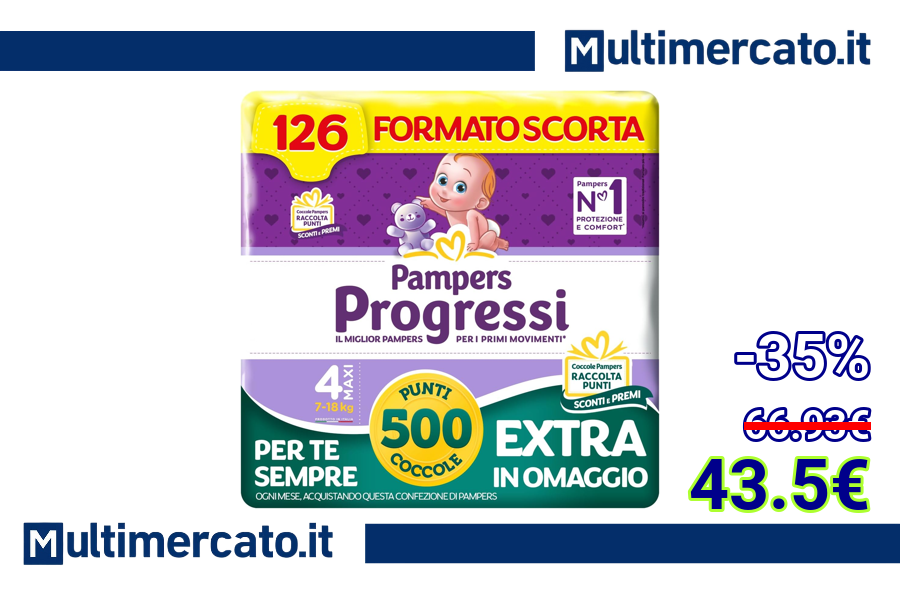 Multimercato.it
126 FORMATO SCORTA
Coccole Pampers
RACCOLTA
PUNTI
SCONTI E PREMI
Pampers
N°1
PROTEZIONE
E COMFORT
Pampers
Progressi
IL MIGLIOR PAMPERS PER I PRIMI MOVIMENTI*
4 MAXI
7-18 kg
Coccole Pampers
RACCOLTA
PUNTI
SCONTI E PREMI
PUNTI
500
COCCOLE
PER TE
SEMPRE
EXTRA
IN OMAGGIO
OGNI MESE, ACQUISTANDO QUESTA CONFEZIONE DI PAMPERS
-35%
66.93€
43.5€
Multimercato.it